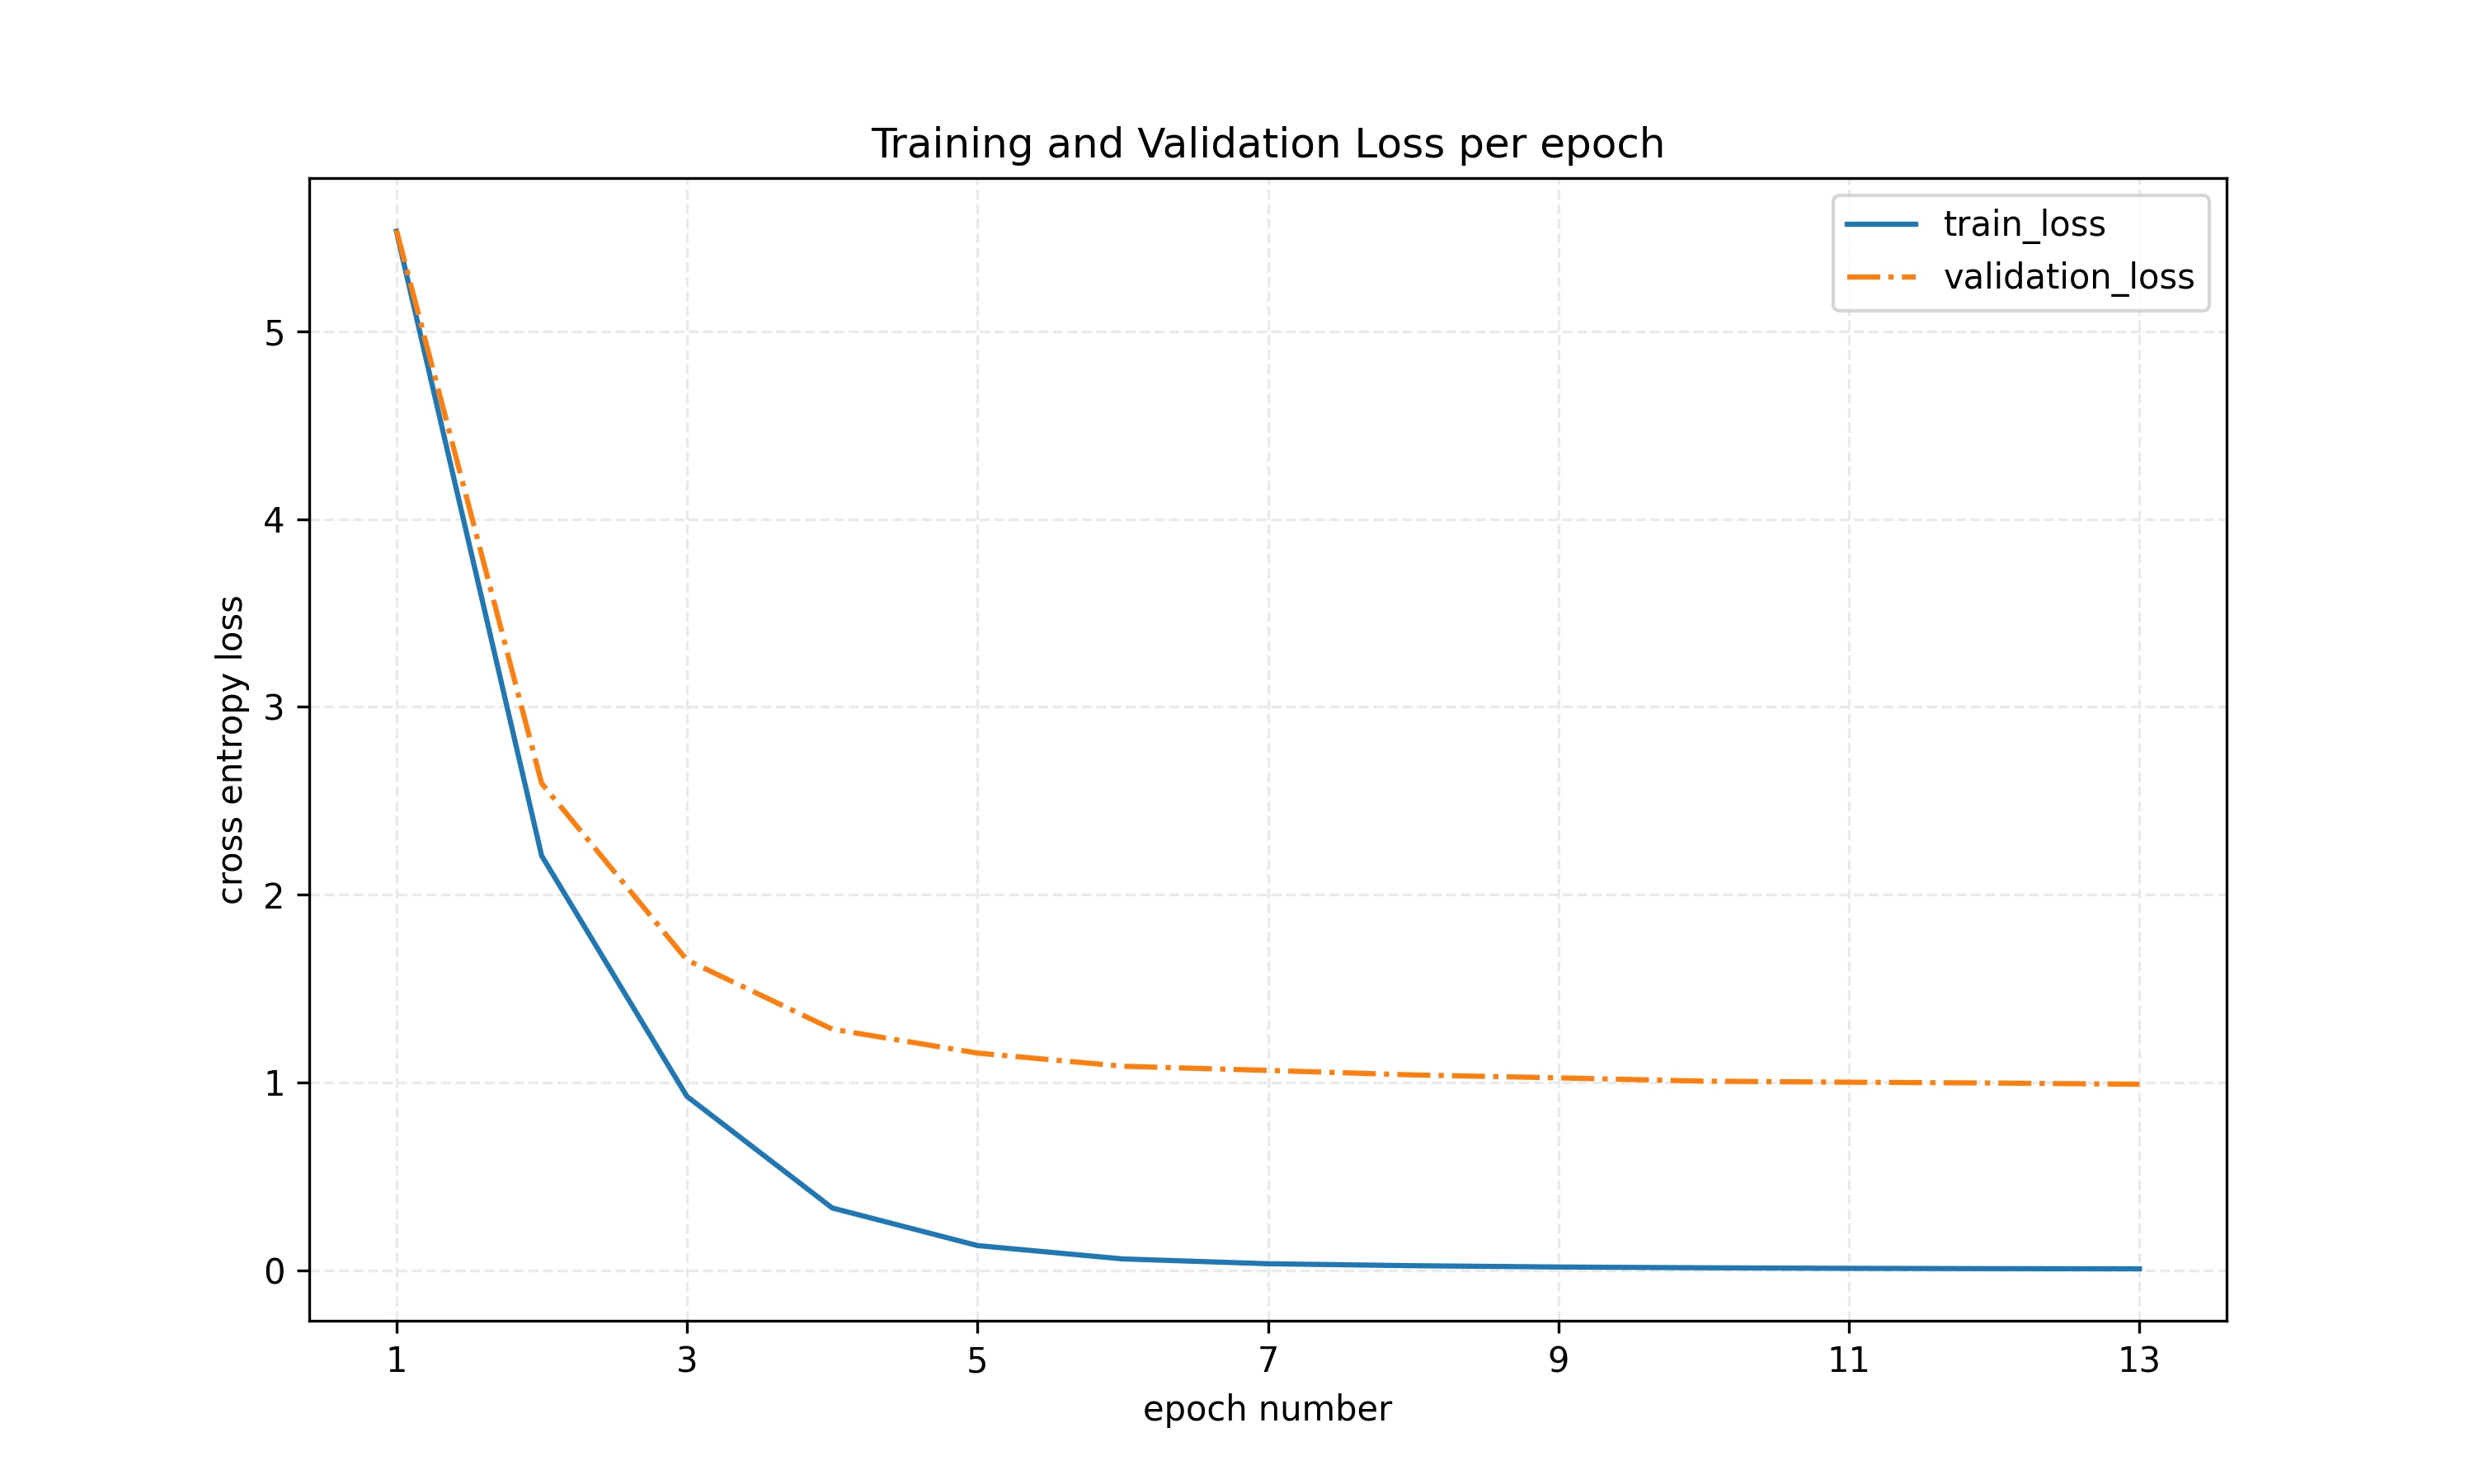 Training and Validation Loss per epoch
train_loss
validation_loss
cross entropy loss
5
4
3
2
1
0
1 3 5 7 9 11 13
epoch number